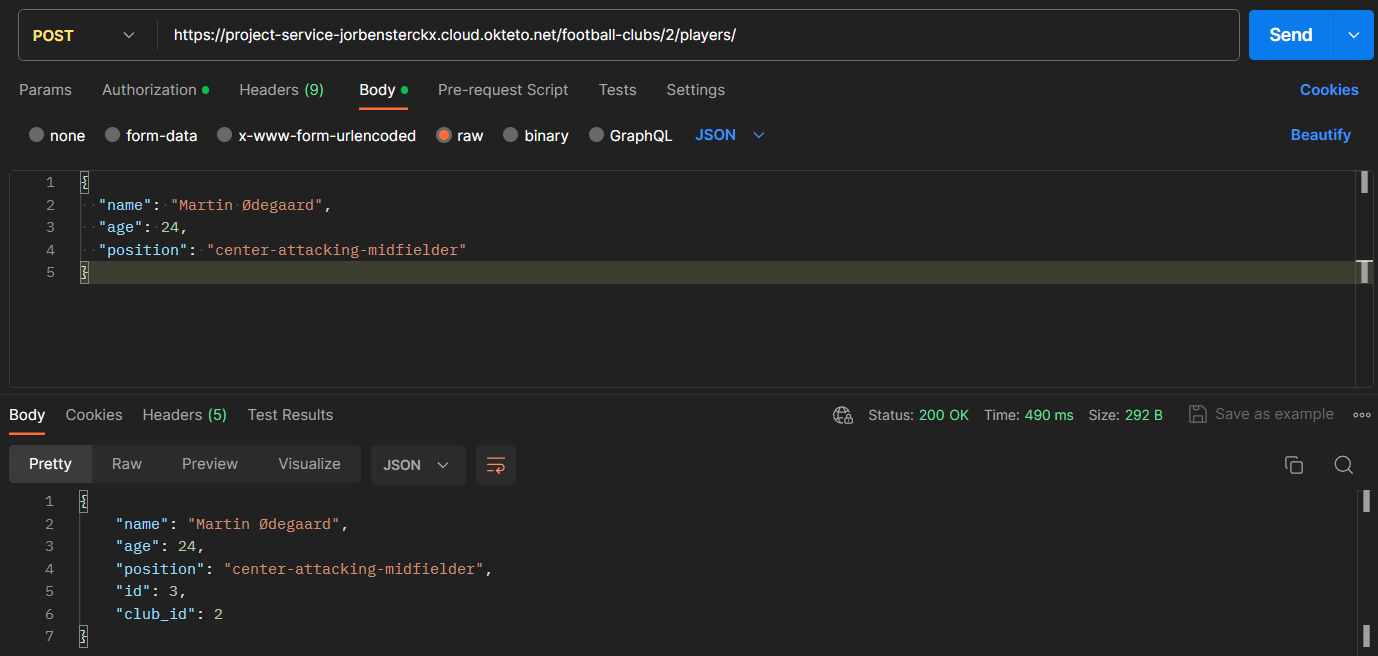 POST https://project-service-jorbensterckx.cloud.okteto.net/football-clubs/2/players/ Send
Params Authorization Headers (9) Body Pre-request Script Tests Settings Cookies
none form-data x-www-form-urlencoded raw binary GraphQL JSON Beautify
1 {
2 "name": "Martin Ødegaard",
3 "age": 24,
4 "position": "center-attacking-midfielder"
5 }
Body Cookies Headers (5) Test Results Status: 200 OK Time: 490 ms Size: 292 B Save as example
Pretty Raw Preview Visualize JSON
1 {
2 "name": "Martin Ødegaard",
3 "age": 24,
4 "position": "center-attacking-midfielder",
5 "id": 3,
6 "club_id": 2
7 }